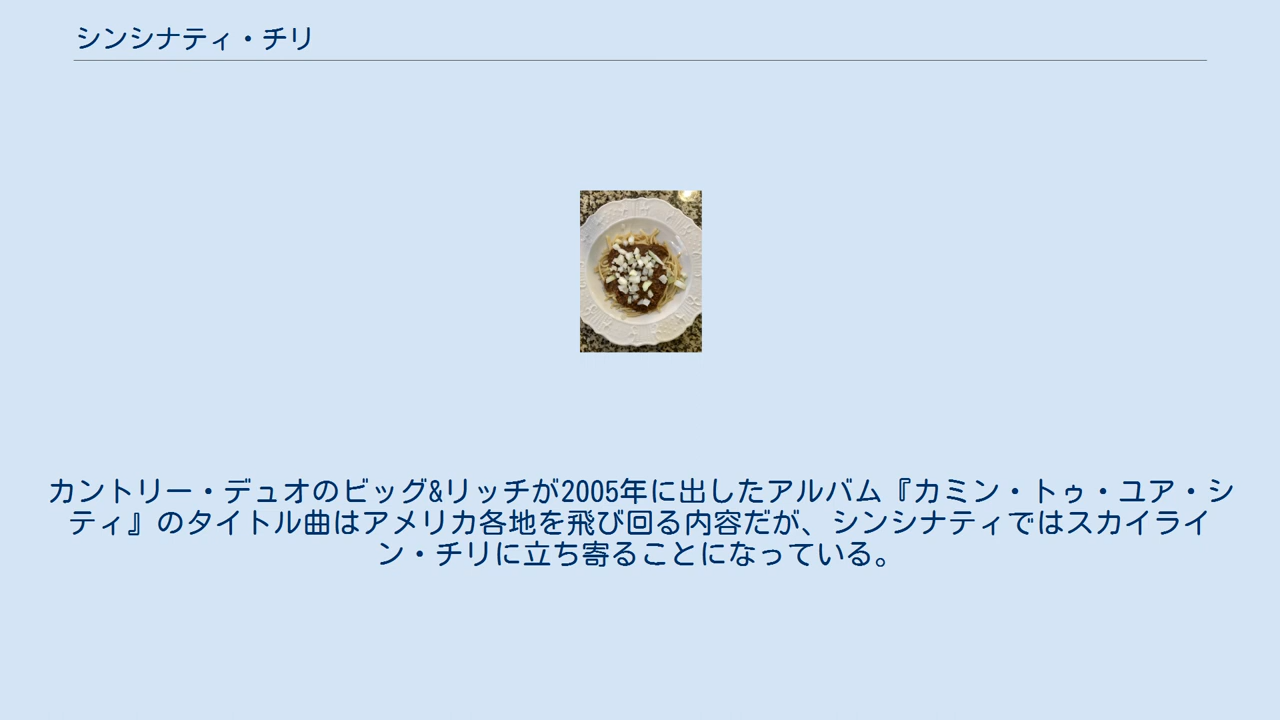 シンシナティ・チリ
カントリー・デュオのビッグ&リッチが2005年に出したアルバム『カミン・トゥ・ユア・シ
ティ』のタイトル曲はアメリカ各地を飛び回る内容だが、シンシナティではスカイライ
ン・チリに立ち寄ることになっている。